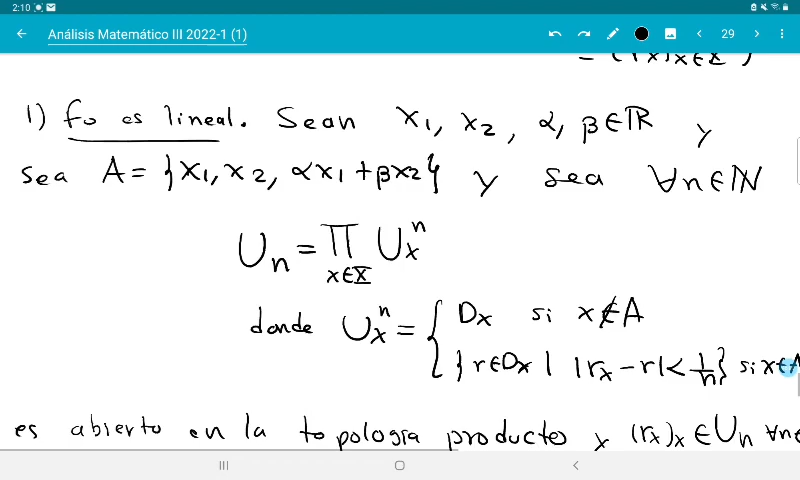 2:10
Análisis Matemático III 2022-1 (1)
29
= (rx)x∈X
1) f₀ es lineal. Sean x₁, x₂, α, β∈ℝ y
sea A = {x₁, x₂, αx₁+βx₂} y sea ∀n∈ℕ
Uₙ = ∏ x∈X Uₓⁿ
donde Uₓⁿ = { Dₓ si x∉A
{r∈Dₓ | |rₓ - r| < 1/n} si x∈A
es abierto en la topología producto y (rₓ)ₓ ∈ Uₙ ∀n∈